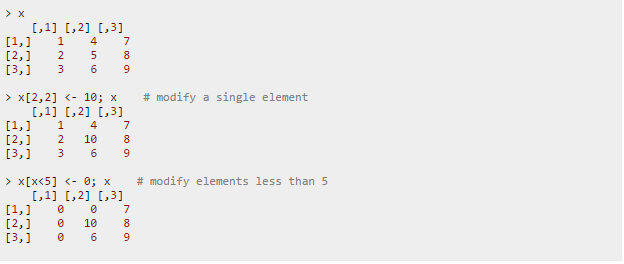 > x
     [,1] [,2] [,3]
[1,]    1    4    7
[2,]    2    5    8
[3,]    3    6    9
> x[2,2] <- 10; x    # modify a single element
     [,1] [,2] [,3]
[1,]    1    4    7
[2,]    2   10    8
[3,]    3    6    9
> x[x<5] <- 0; x    # modify elements less than 5
     [,1] [,2] [,3]
[1,]    0    0    7
[2,]    0   10    8
[3,]    0    6    9